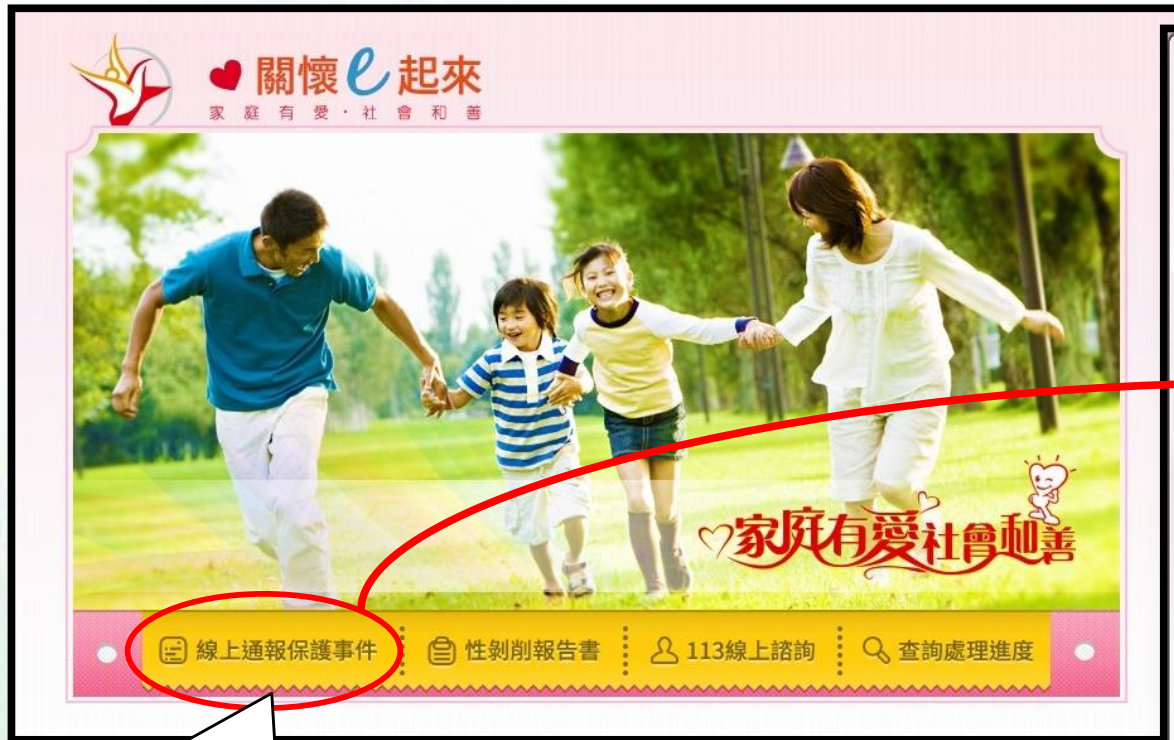 關懷e起來
家庭有愛·社會和善
家庭有愛社會和善
線上通報保護事件
性剝削報告書
113線上諮詢
查詢處理進度